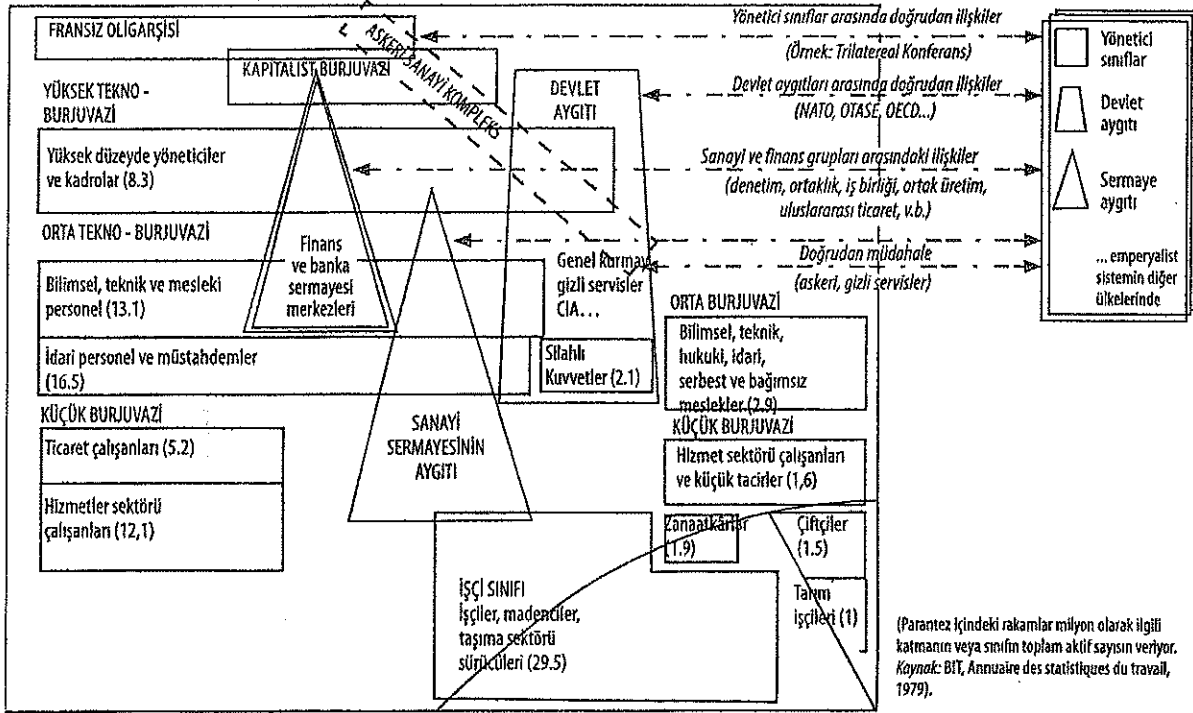 FRANSIZ OLİGARŞİSİ
ASKERİ SANAYİ KOMPLEKS
KAPİTALİST BURJUVAZİ
YÜKSEK TEKNO -
BURJUVAZİ
DEVLET
AYGITI
Yüksek düzeyde yöneticiler
ve kadrolar (8.3)
ORTA TEKNO - BURJUVAZİ
Finans
ve banka
sermayesi
merkezleri
Bilimsel, teknik ve mesleki
personel (13.1)
Genel Kurmay
gizli servisler
CIA...
İdari personel ve müstahdemler
(16.5)
Silahlı
Kuvvetler (2.1)
KÜÇÜK BURJUVAZİ
Ticaret çalışanları (5.2)
Hizmetler sektörü
çalışanları (12,1)
SANAYİ
SERMAYESİNİN
AYGITI
ORTA BURJUVAZİ
Bilimsel, teknik,
hukuki, idari,
serbest ve bağımsız
meslekler.(2.9)
KÜÇÜK BURJUVAZİ
Hizmet sektörü çalışanları
ve küçük tacirler (1,6)
Zanaatkârlar
(1.9)
Çiftçiler
(1.5)
Tarım
işçileri (1)
İŞÇİ SINIFI
İşçiler, madenciler,
taşıma sektörü
sürücüleri (29.5)
Yönetici sınıflar arasında doğrudan ilişkiler
(Örnek: Trilatereal Konferans)
Devlet aygıtları arasında doğrudan ilişkiler
(NATO, OTASE, OECD...)
Sanayi ve finans grupları arasındaki ilişkiler
(denetim, ortaklık, iş birliği, ortak üretim,
uluslararası ticaret, v.b.)
Doğrudan müdahale
(askeri, gizli servisler)
Yönetici
sınıflar
Devlet
aygıtı
Sermaye
aygıtı
... emperyalist
sistemin diğer
ülkelerinde
(Parantez içindeki rakamlar milyon olarak ilgili
katmanın veya sınıfın toplam aktif sayısın veriyor.
Kaynak: BIT, Annuaire des statistiques du travail,
1979).